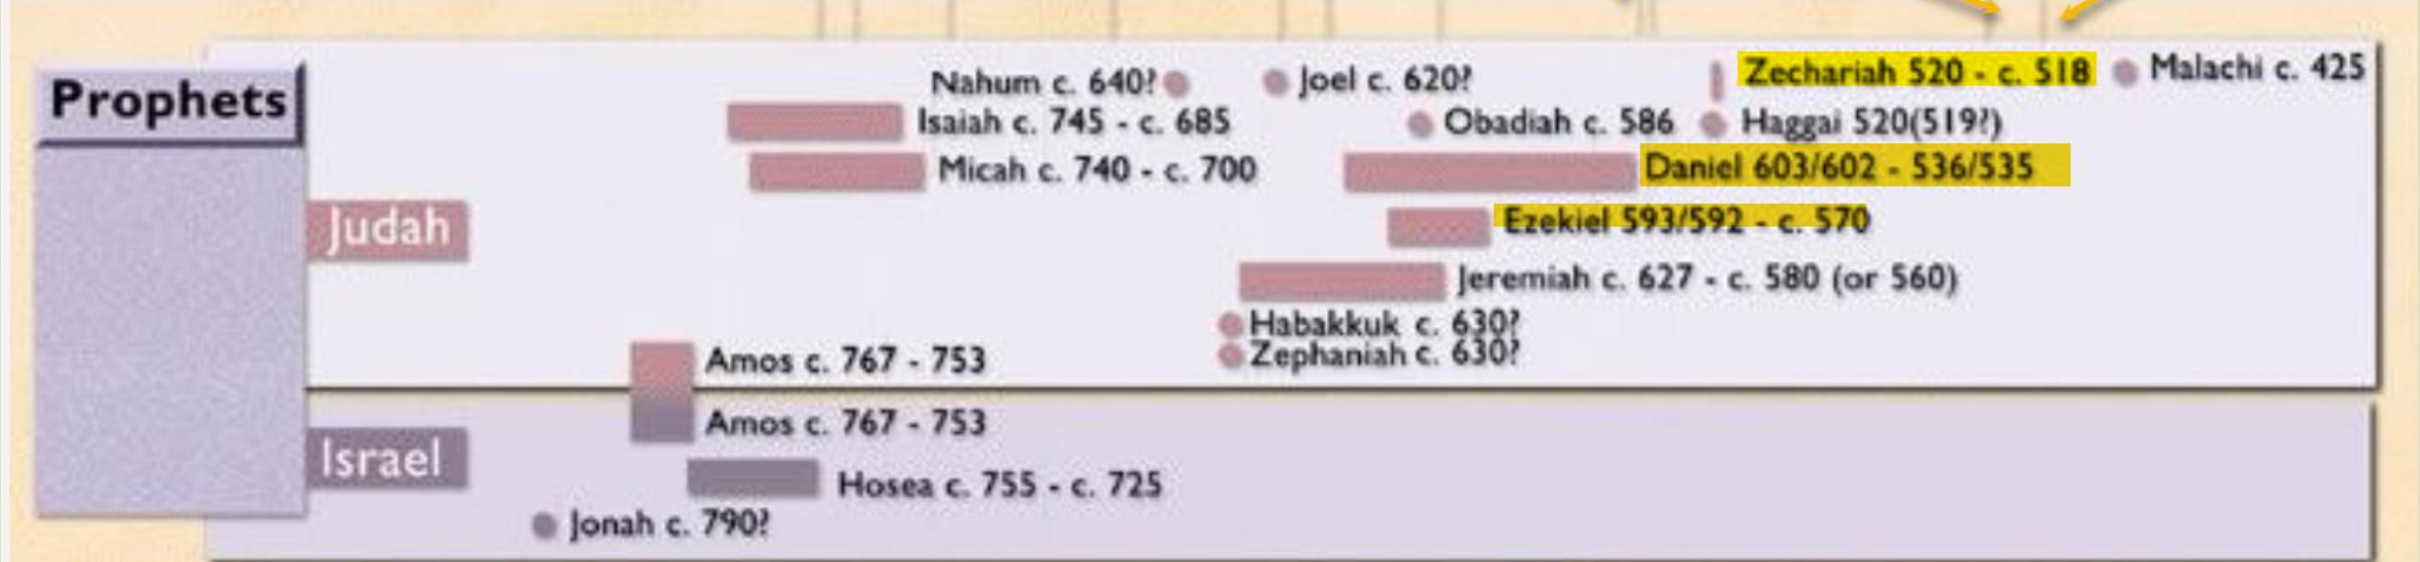 Prophets
Nahum c. 640?
Joel c. 620?
Zechariah 520 - c. 518
Malachi c. 425
Isaiah c. 745 - c. 685
Obadiah c. 586
Haggai 520(519?)
Micah c. 740 - c. 700
Daniel 603/602 - 536/535
Judah
Ezekiel 593/592 - c. 570
Jeremiah c. 627 - c. 580 (or 560)
Habakkuk c. 630?
Zephaniah c. 630?
Amos c. 767 - 753
Amos c. 767 - 753
Israel
Hosea c. 755 - c. 725
Jonah c. 790?